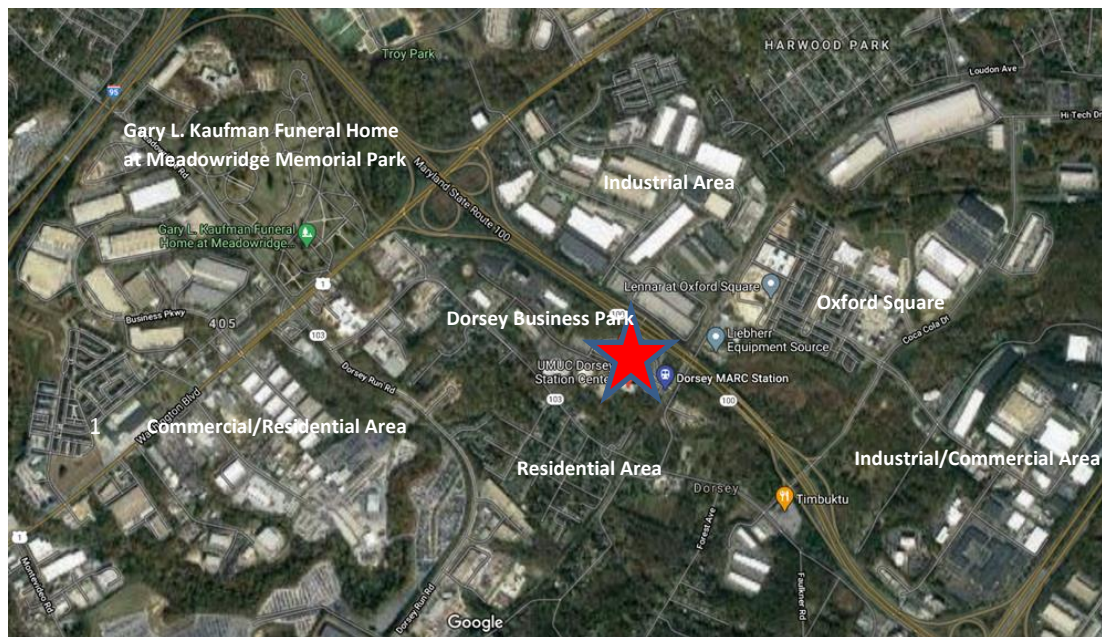 Troy Park
HARWOOD PARK
Loudon Ave
95
Hi Tech Dr
Gary L. Kaufman Funeral Home
at Meadowridge Memorial Park
Maryland State Route 100
Industrial Area
Gary L. Kaufman Funeral
Home at Meadowridge...
1
Lennar at Oxford Square
Oxford Square
Business Pkwy
405
103
Dorsey Business Park
100
Liebherr
Equipment Source
Coca Cola Dr
UMUC Dorsey
Station Cente
Dorsey MARC Station
Dorsey Run Rd
103
100
Washington Blvd
1
Commercial/Residential Area
Residential Area
Industrial/Commercial Area
Dorsey
Timbuktu
Forest Ave
1
Montevideo Rd
Dorsey Run Rd
Faulkner Rd
Google